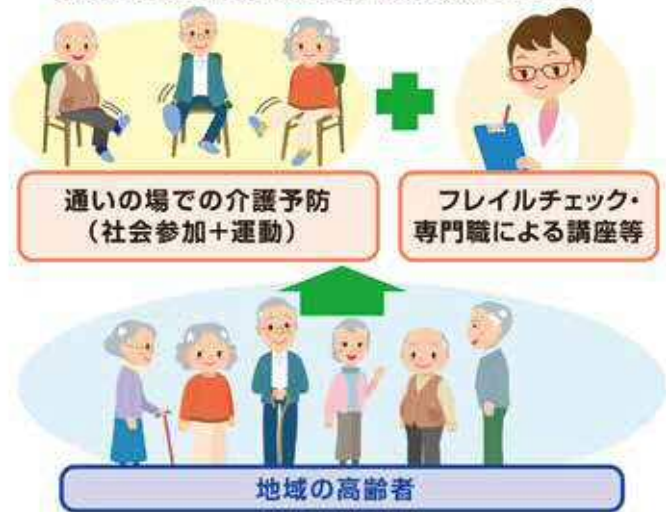 通いの場での介護予防
（社会参加＋運動）
フレイルチェック・
専門職による講座等
地域の高齢者